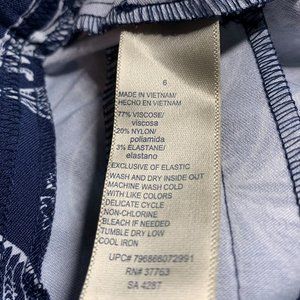 6
MADE IN VIETNAM/
HECHO EN VIETNAM
77% VISCOSE/
viscosa
20% NYLON/
poliamida
3% ELASTANE/
elastano
EXCLUSIVE OF ELASTIC
WASH AND DRY INSIDE OUT
MACHINE WASH COLD
WITH LIKE COLORS
DELICATE CYCLE
NON-CHLORINE
BLEACH IF NEEDED
TUMBLE DRY LOW
COOL IRON
UPC# 796866072991
RN# 37763
SA 4287